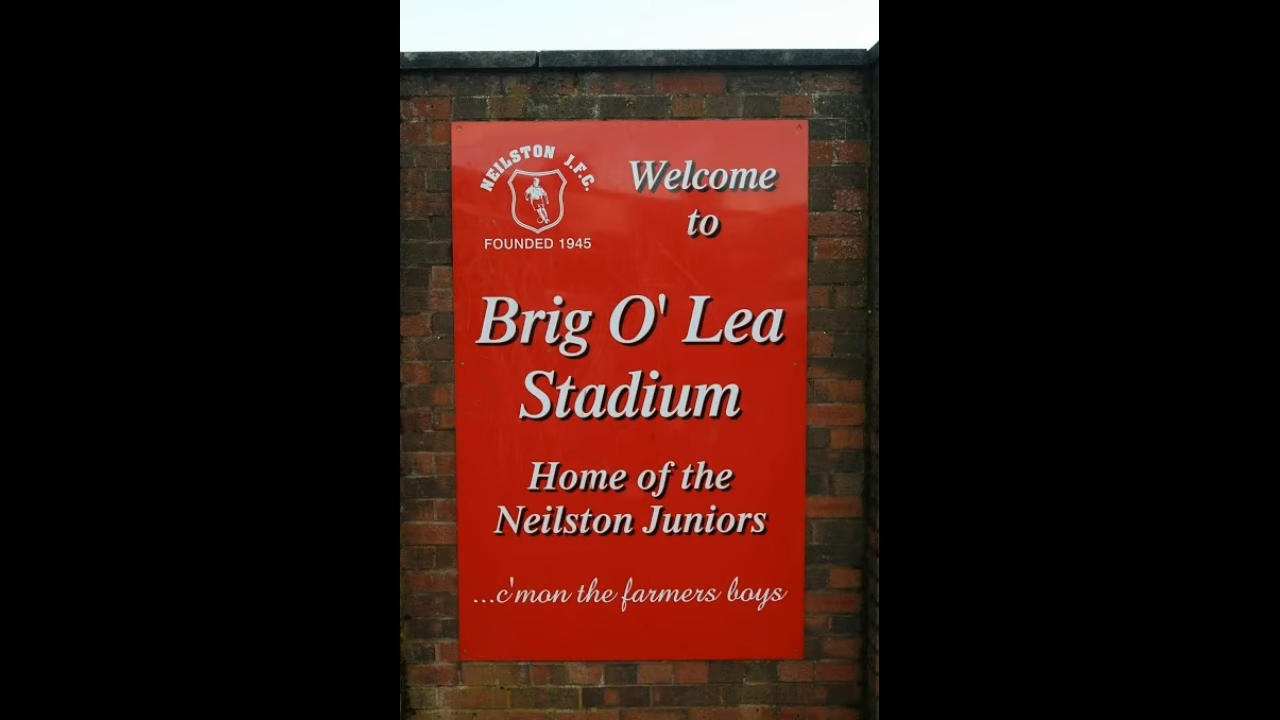 NEILSTON J.F.C.
FOUNDED 1945
Welcome
to
Brig O' Lea
Stadium
Home of the
Neilston Juniors
...c'mon the farmers boys